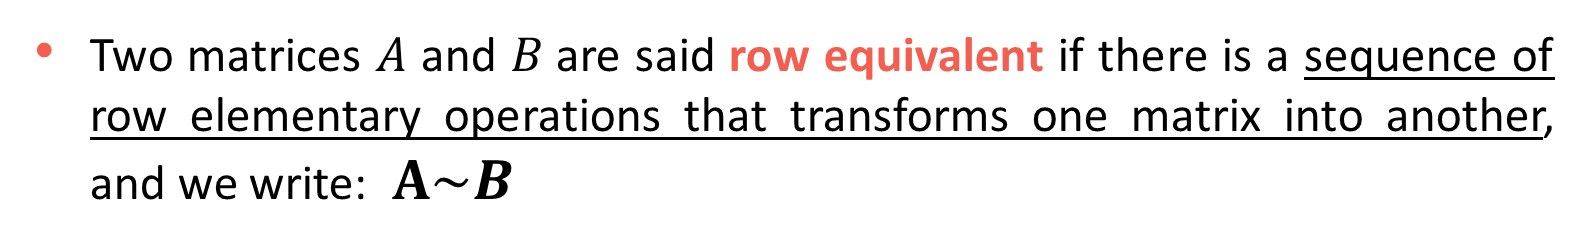 • Two matrices A and B are said row equivalent if there is a sequence of
row elementary operations that transforms one matrix into another,
and we write: A~B